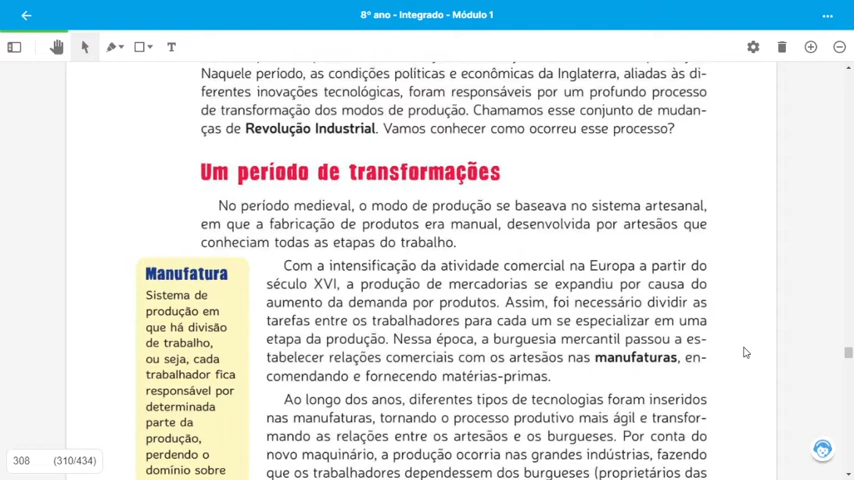 8º ano - Integrado - Módulo 1
T
Naquele período, as condições políticas e econômicas da Inglaterra, aliadas às di-
ferentes inovações tecnológicas, foram responsáveis por um profundo processo
de transformação dos modos de produção. Chamamos esse conjunto de mudan-
ças de Revolução Industrial. Vamos conhecer como ocorreu esse processo?
Um período de transformações
No período medieval, o modo de produção se baseava no sistema artesanal,
em que a fabricação de produtos era manual, desenvolvida por artesãos que
conheciam todas as etapas do trabalho.
Com a intensificação da atividade comercial na Europa a partir do
século XVI, a produção de mercadorias se expandiu por causa do
aumento da demanda por produtos. Assim, foi necessário dividir as
tarefas entre os trabalhadores para cada um se especializar em uma
etapa da produção. Nessa época, a burguesia mercantil passou a es-
tabelecer relações comerciais com os artesãos nas manufaturas, en-
comendando e fornecendo matérias-primas.
Ao longo dos anos, diferentes tipos de tecnologias foram inseridos
nas manufaturas, tornando o processo produtivo mais ágil e transfor-
mando as relações entre os artesãos e os burgueses. Por conta do
novo maquinário, a produção ocorria nas grandes indústrias, fazendo
que os trabalhadores dependessem dos burgueses (proprietários das
Manufatura
Sistema de
produção em
que há divisão
de trabalho,
ou seja, cada
trabalhador fica
responsável por
determinada
parte da
produção,
perdendo o
domínio sobre
308 (310/434)